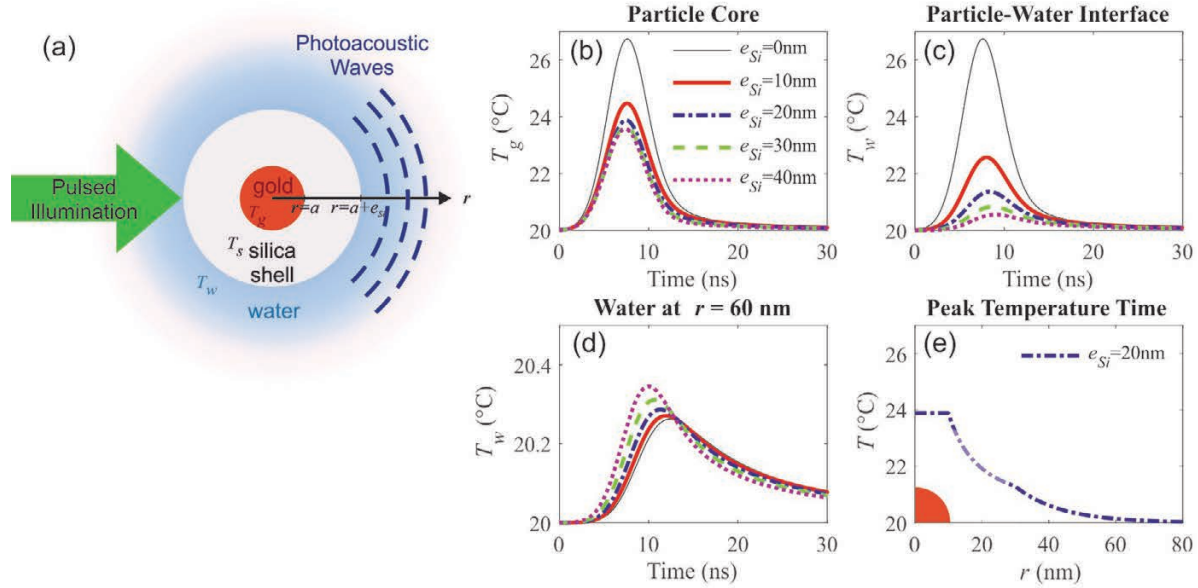 (a)
Photoacoustic
Waves
Pulsed
Illumination
gold
T_g
r=a
r=a+e_si
r
T_s silica
shell
T_w
water
Particle Core
(b)
e_Si=0nm
e_Si=10nm
e_Si=20nm
e_Si=30nm
e_Si=40nm
T_g (°C)
26
24
22
20
0 10 20 30
Time (ns)
Particle-Water Interface
(c)
T_w (°C)
26
24
22
20
0 10 20 30
Time (ns)
Water at r = 60 nm
(d)
T_w (°C)
20.4
20.2
20
0 10 20 30
Time (ns)
Peak Temperature Time
(e)
e_Si=20nm
T (°C)
26
24
22
20
0 20 40 60 80
r (nm)